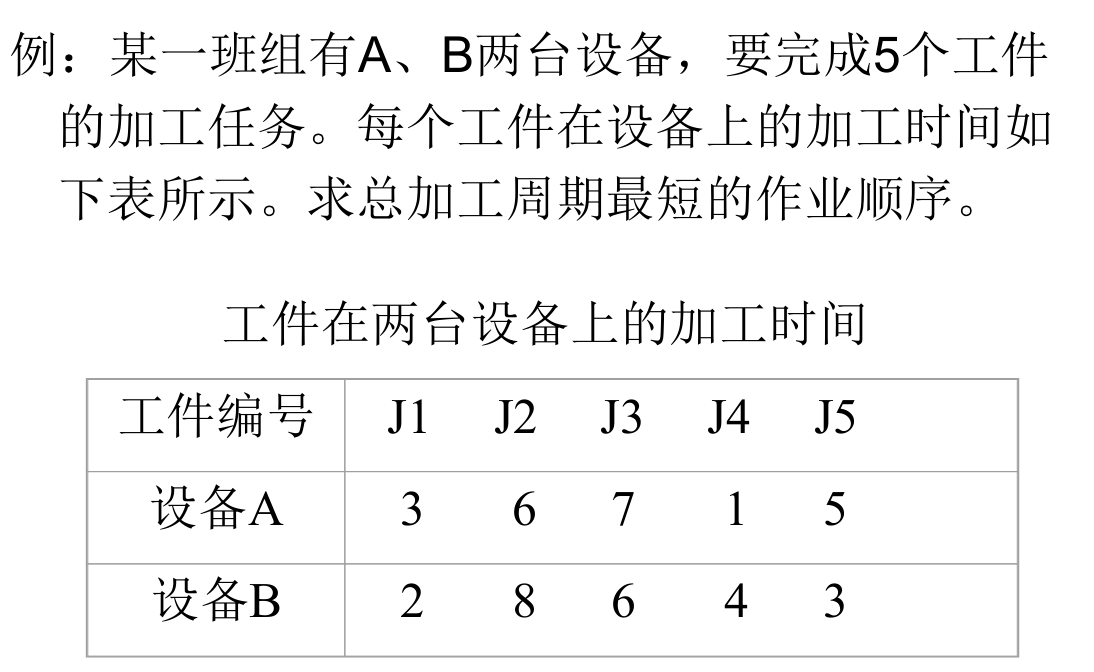 例：某一班组有A、B两台设备，要完成5个工件
的加工任务。每个工件在设备上的加工时间如
下表所示。求总加工周期最短的作业顺序。
工件在两台设备上的加工时间
工件编号 J1 J2 J3 J4 J5
设备A 3 6 7 1 5
设备B 2 8 6 4 3